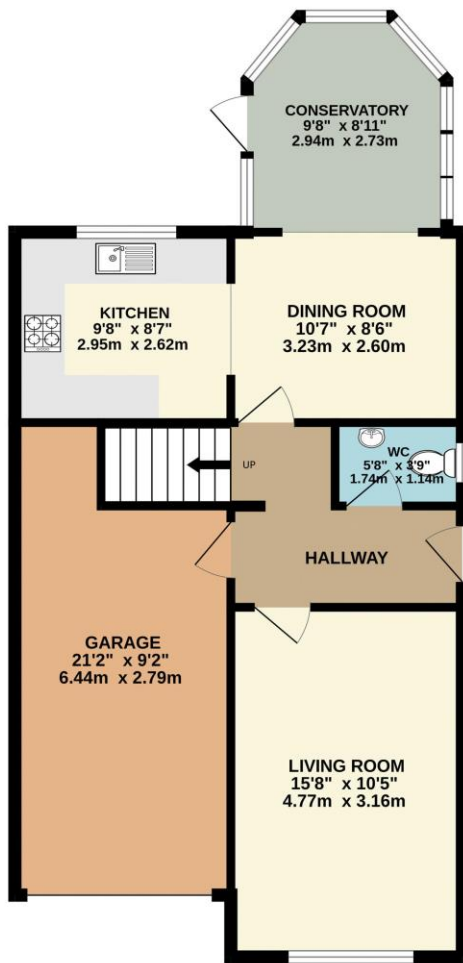 CONSERVATORY
9'8" x 8'11"
2.94m x 2.73m
KITCHEN
9'8" x 8'7"
2.95m x 2.62m
DINING ROOM
10'7" x 8'6"
3.23m x 2.60m
UP
WC
5'8" x 3'9"
1.74m x 1.14m
HALLWAY
GARAGE
21'2" x 9'2"
6.44m x 2.79m
LIVING ROOM
15'8" x 10'5"
4.77m x 3.16m